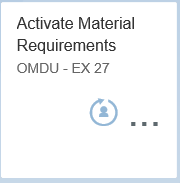 Activate Material
Requirements
OMDU - EX 27
...